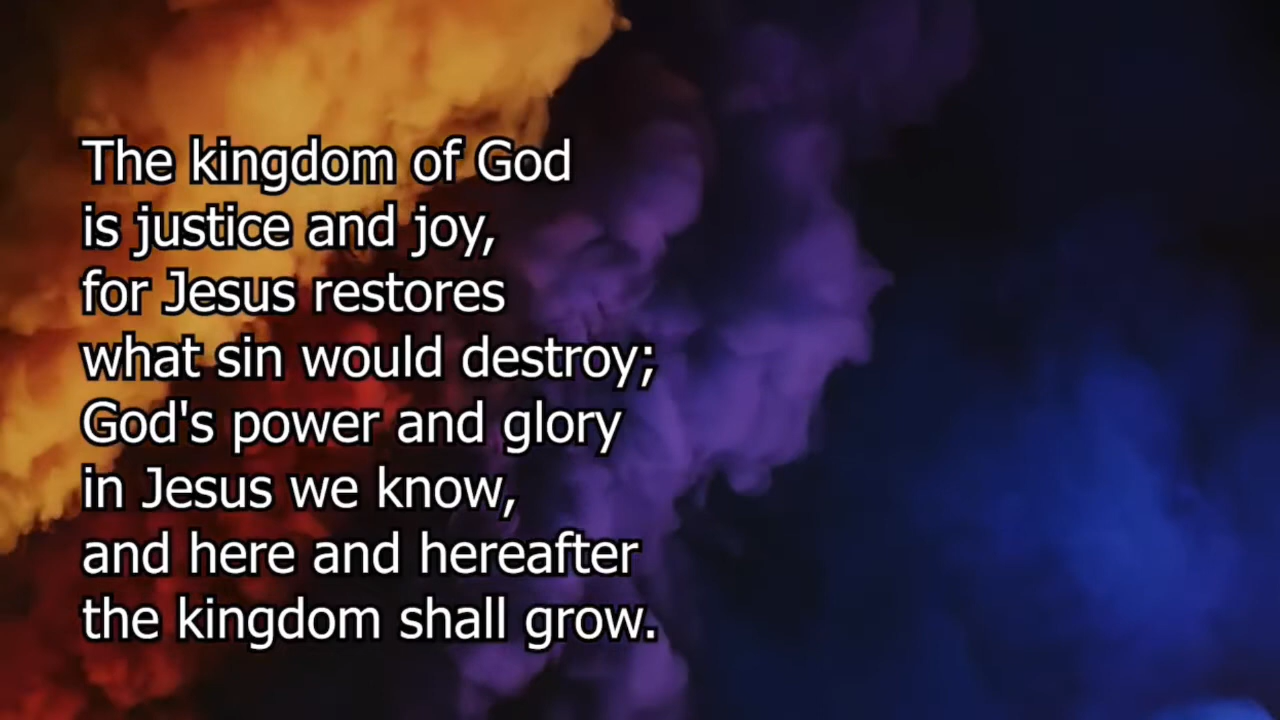 The kingdom of God
is justice and joy,
for Jesus restores
what sin would destroy;
God's power and glory
in Jesus we know,
and here and hereafter
the kingdom shall grow.